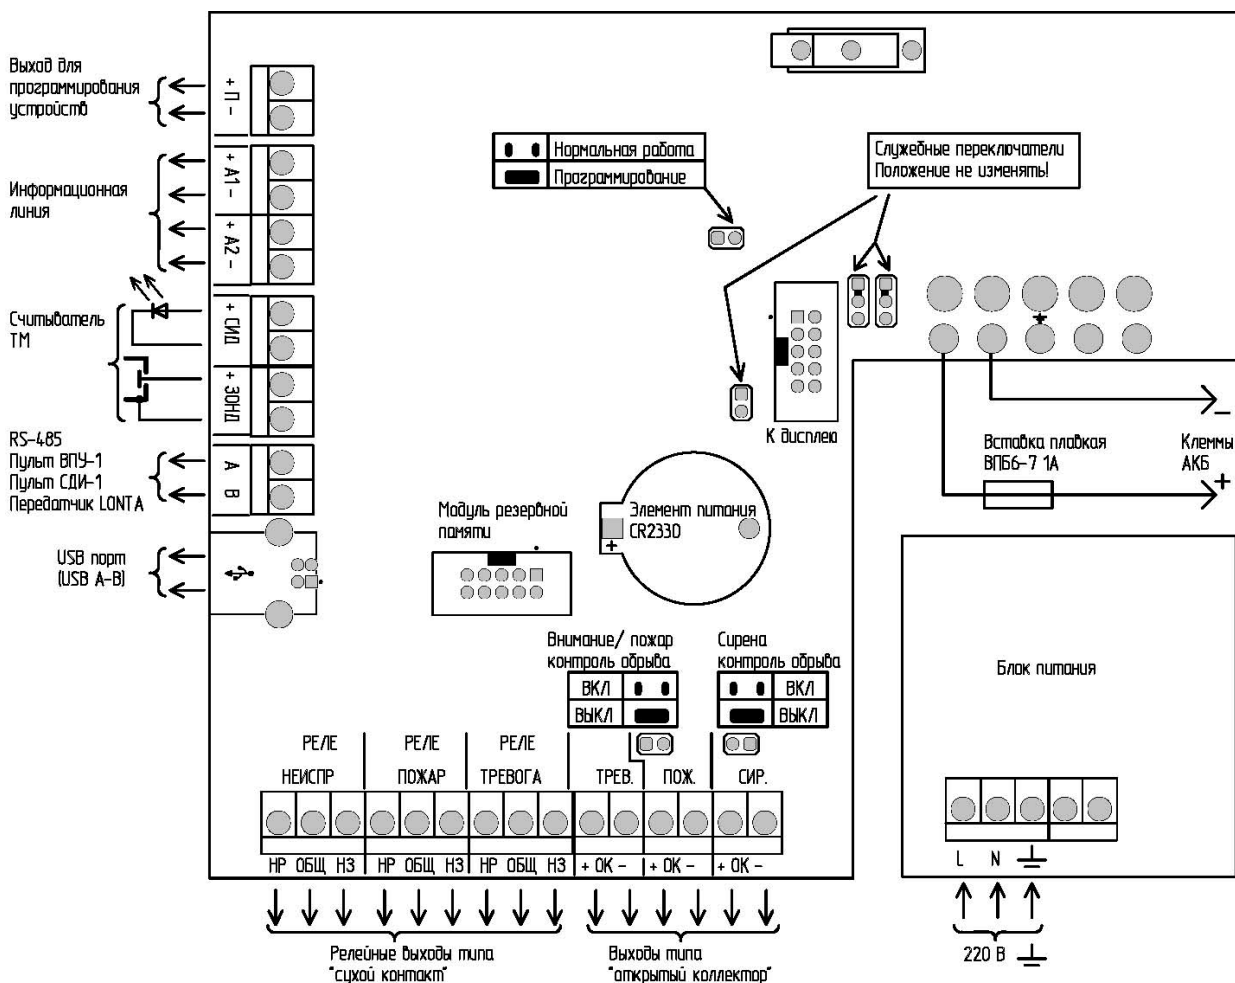 Выход для
программирования
устройств
+ П -
Информационная
линия
+ А1 -
+ А2 -
Считыватель
ТМ
+ СИД
+ ЗОНД
RS-485
Пульт ВПУ-1
Пульт СДИ-1
Передатчик LONTA
A
B
USB порт
(USB A-B)
Нормальная работа
Программирование
Служебные переключатели
Положение не изменять!
К дисплею
Вставка плавкая
ВПБ6-7 1А
Клеммы
АКБ
-
+
Модуль резервной
памяти
Элемент питания
CR2330
+
Внимание/ пожар
контроль обрыва
ВКЛ
ВЫКЛ
Сирена
контроль обрыва
ВКЛ
ВЫКЛ
Блок питания
РЕЛЕ РЕЛЕ РЕЛЕ
НЕИСПР ПОЖАР ТРЕВОГА ТРЕВ. ПОЖ. СИР.
НР ОБЩ НЗ НР ОБЩ НЗ НР ОБЩ НЗ + ОК - + ОК - + ОК -
Релейные выходы типа
"сухой контакт"
Выходы типа
"открытый коллектор"
L N
220 В